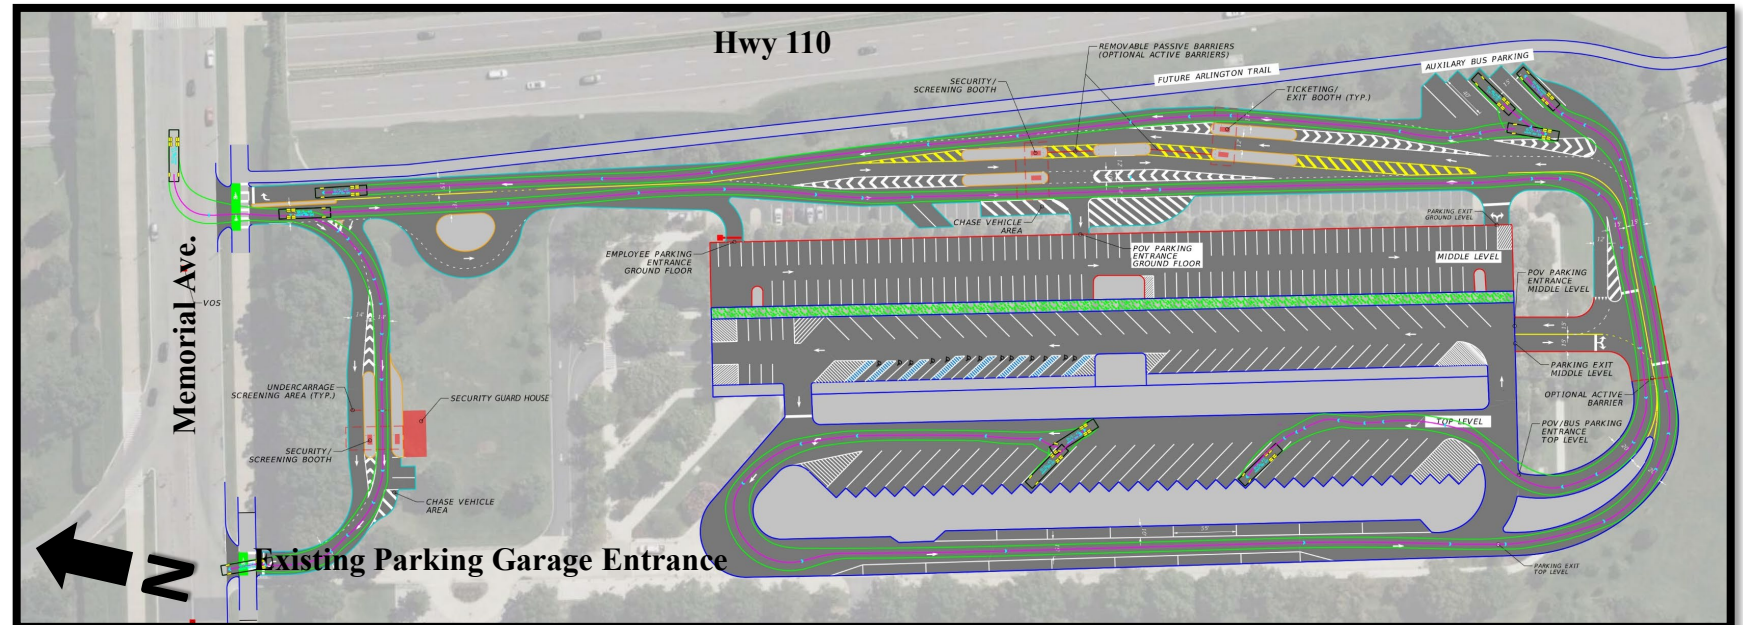 Hwy 110
REMOVABLE PASSIVE BARRIERS
(OPTIONAL ACTIVE BARRIERS)
AUXILARY BUS PARKING
FUTURE ARLINGTON TRAIL
SECURITY/
SCREENING BOOTH
TICKETING/
EXIT BOOTH (TYP.)
CHASE VEHICLE
AREA
PARKING EXIT
GROUND LEVEL
EMPLOYEE PARKING
ENTRANCE
GROUND FLOOR
POV PARKING
ENTRANCE
GROUND FLOOR
MIDDLE LEVEL
POV PARKING
ENTRANCE
MIDDLE LEVEL
Memorial Ave.
VOS
UNDERCARRAGE
SCREENING AREA (TYP.)
SECURITY GUARD HOUSE
PARKING EXIT
MIDDLE LEVEL
OPTIONAL ACTIVE
BARRIER
TOP LEVEL
POV/BUS PARKING
ENTRANCE
TOP LEVEL
SECURITY/
SCREENING BOOTH
CHASE VEHICLE
AREA
Existing Parking Garage Entrance
N
PARKING EXIT
TOP LEVEL